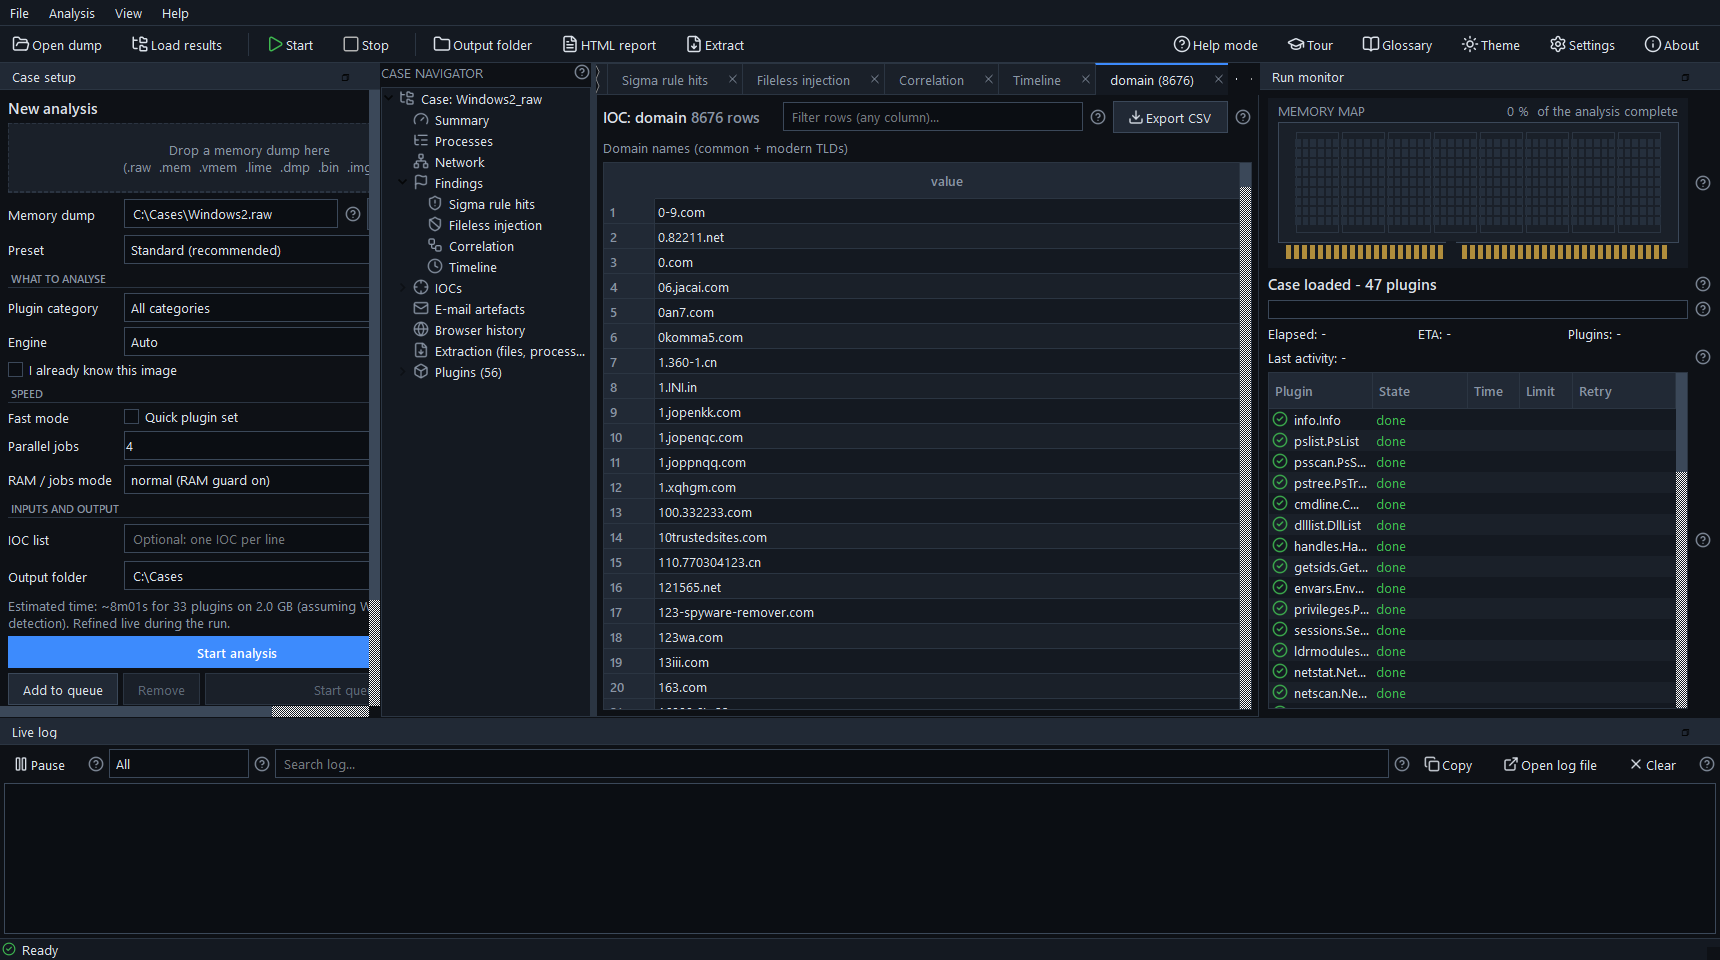 File Analysis View Help
Open dump Load results Start Stop Output folder HTML report Extract Help mode Tour Glossary Theme Settings About
Case setup
New analysis
Drop a memory dump here
(.raw .mem .vmem .lime .dmp .bin .img
Memory dump C:\Cases\Windows2.raw
Preset Standard (recommended)
WHAT TO ANALYSE
Plugin category All categories
Engine Auto
I already know this image
SPEED
Fast mode Quick plugin set
Parallel jobs 4
RAM / jobs mode normal (RAM guard on)
INPUTS AND OUTPUT
IOC list Optional: one IOC per line
Output folder C:\Cases
Estimated time: ~8m01s for 33 plugins on 2.0 GB (assuming W
detection). Refined live during the run.
Start analysis
Add to queue Remove Start que
CASE NAVIGATOR
Case: Windows2_raw
Summary
Processes
Network
Findings
Sigma rule hits
Fileless injection
Correlation
Timeline
IOCs
E-mail artefacts
Browser history
Extraction (files, process...
Plugins (56)
Sigma rule hits Fileless injection Correlation Timeline domain (8676)
IOC: domain 8676 rows Filter rows (any column)... Export CSV
Domain names (common + modern TLDs)
value
1 0-9.com
2 0.82211.net
3 0.com
4 06.jacai.com
5 0an7.com
6 0komma5.com
7 1.360-1.cn
8 1.INI.in
9 1.jopenkk.com
10 1.jopenqc.com
11 1.joppnqq.com
12 1.xqhgm.com
13 100.332233.com
14 10trustedsites.com
15 110.770304123.cn
16 121565.net
17 123-spyware-remover.com
18 123wa.com
19 13iii.com
20 163.com
Run monitor
MEMORY MAP 0 % of the analysis complete
Case loaded - 47 plugins
Elapsed: - ETA: - Plugins: -
Last activity: -
Plugin State Time Limit Retry
info.Info done
pslist.PsList done
psscan.PsS... done
pstree.PsTr... done
cmdline.C... done
dlllist.DllList done
handles.Ha... done
getsids.Get... done
envars.Env... done
privileges.P... done
sessions.Se... done
ldrmodules... done
netstat.Net... done
netscan.Ne... done
Live log
Pause All Search log... Copy Open log file Clear
Ready